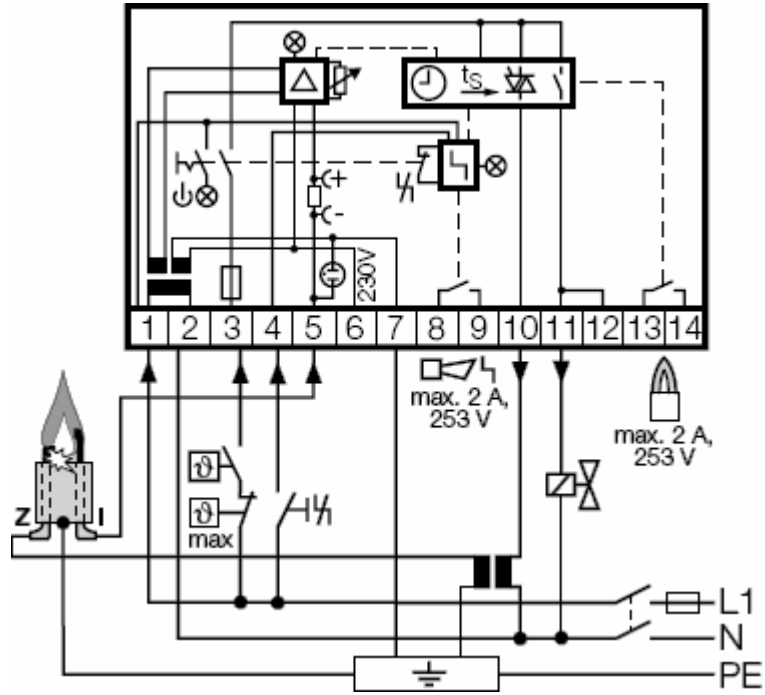 tS
+
-
230V
1 2 3 4 5 6 7 8 9 10 11 12 13 14
max. 2 A,
253 V
max. 2 A,
253 V
ϑ
ϑ
max
Z I
L1
N
PE